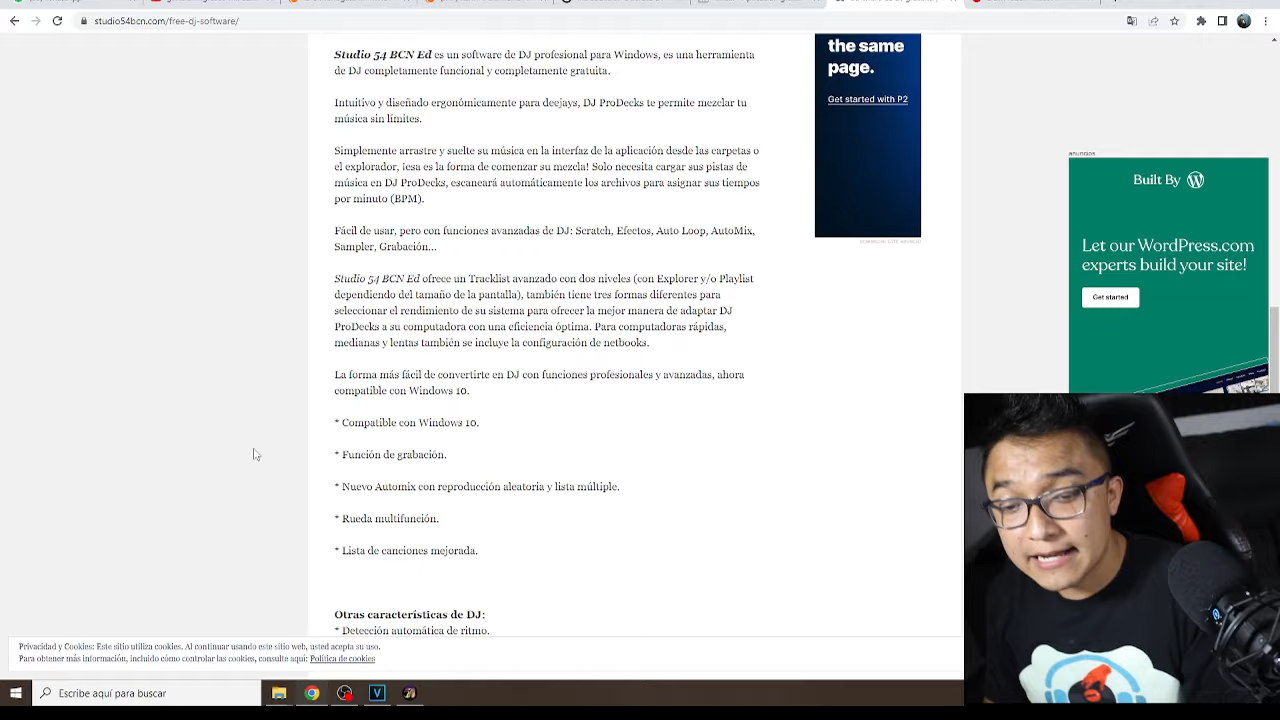 studio54bcn.com/free-dj-software/
Studio 54 BCN Ed es un software de DJ profesional para Windows, es una herramienta
de DJ completamente funcional y completamente gratuita.
Intuitivo y diseñado ergonómicamente para deejays, DJ ProDecks te permite mezclar tu
música sin límites.
Simplemente arrastre y suelte su música en la interfaz de la aplicación desde las carpetas o
el explorador, ¡esa es la forma de comenzar su mezcla! Solo necesita cargar sus pistas de
música en DJ ProDecks, escaneará automáticamente los archivos para asignar sus tiempos
por minuto (BPM).
Fácil de usar, pero con funciones avanzadas de DJ: Scratch, Efectos, Auto Loop, AutoMix,
Sampler, Grabación...
Studio 54 BCN Ed ofrece un Tracklist avanzado con dos niveles (con Explorer y/o Playlist
dependiendo del tamaño de la pantalla), también tiene tres formas diferentes para
seleccionar el rendimiento de su sistema para ofrecer la mejor manera de adaptar DJ
ProDecks a su computadora con una eficiencia óptima. Para computadoras rápidas,
medianas y lentas también se incluye la configuración de netbooks.
La forma más fácil de convertirte en DJ con funciones profesionales y avanzadas, ahora
compatible con Windows 10.
* Compatible con Windows 10.
* Función de grabación.
* Nuevo Automix con reproducción aleatoria y lista múltiple.
* Rueda multifunción.
* Lista de canciones mejorada.
Otras características de DJ:
* Detección automática de ritmo.
the same
page.
Get started with P2
anuncios
Built By
Let our WordPress.com
experts build your site!
Get started
Privacidad y Cookies: Este sitio utiliza cookies. Al continuar usando este sitio web, usted acepta su uso.
Para obtener más información, incluido cómo controlar las cookies, consulte aquí: Política de cookies
Escribe aquí para buscar